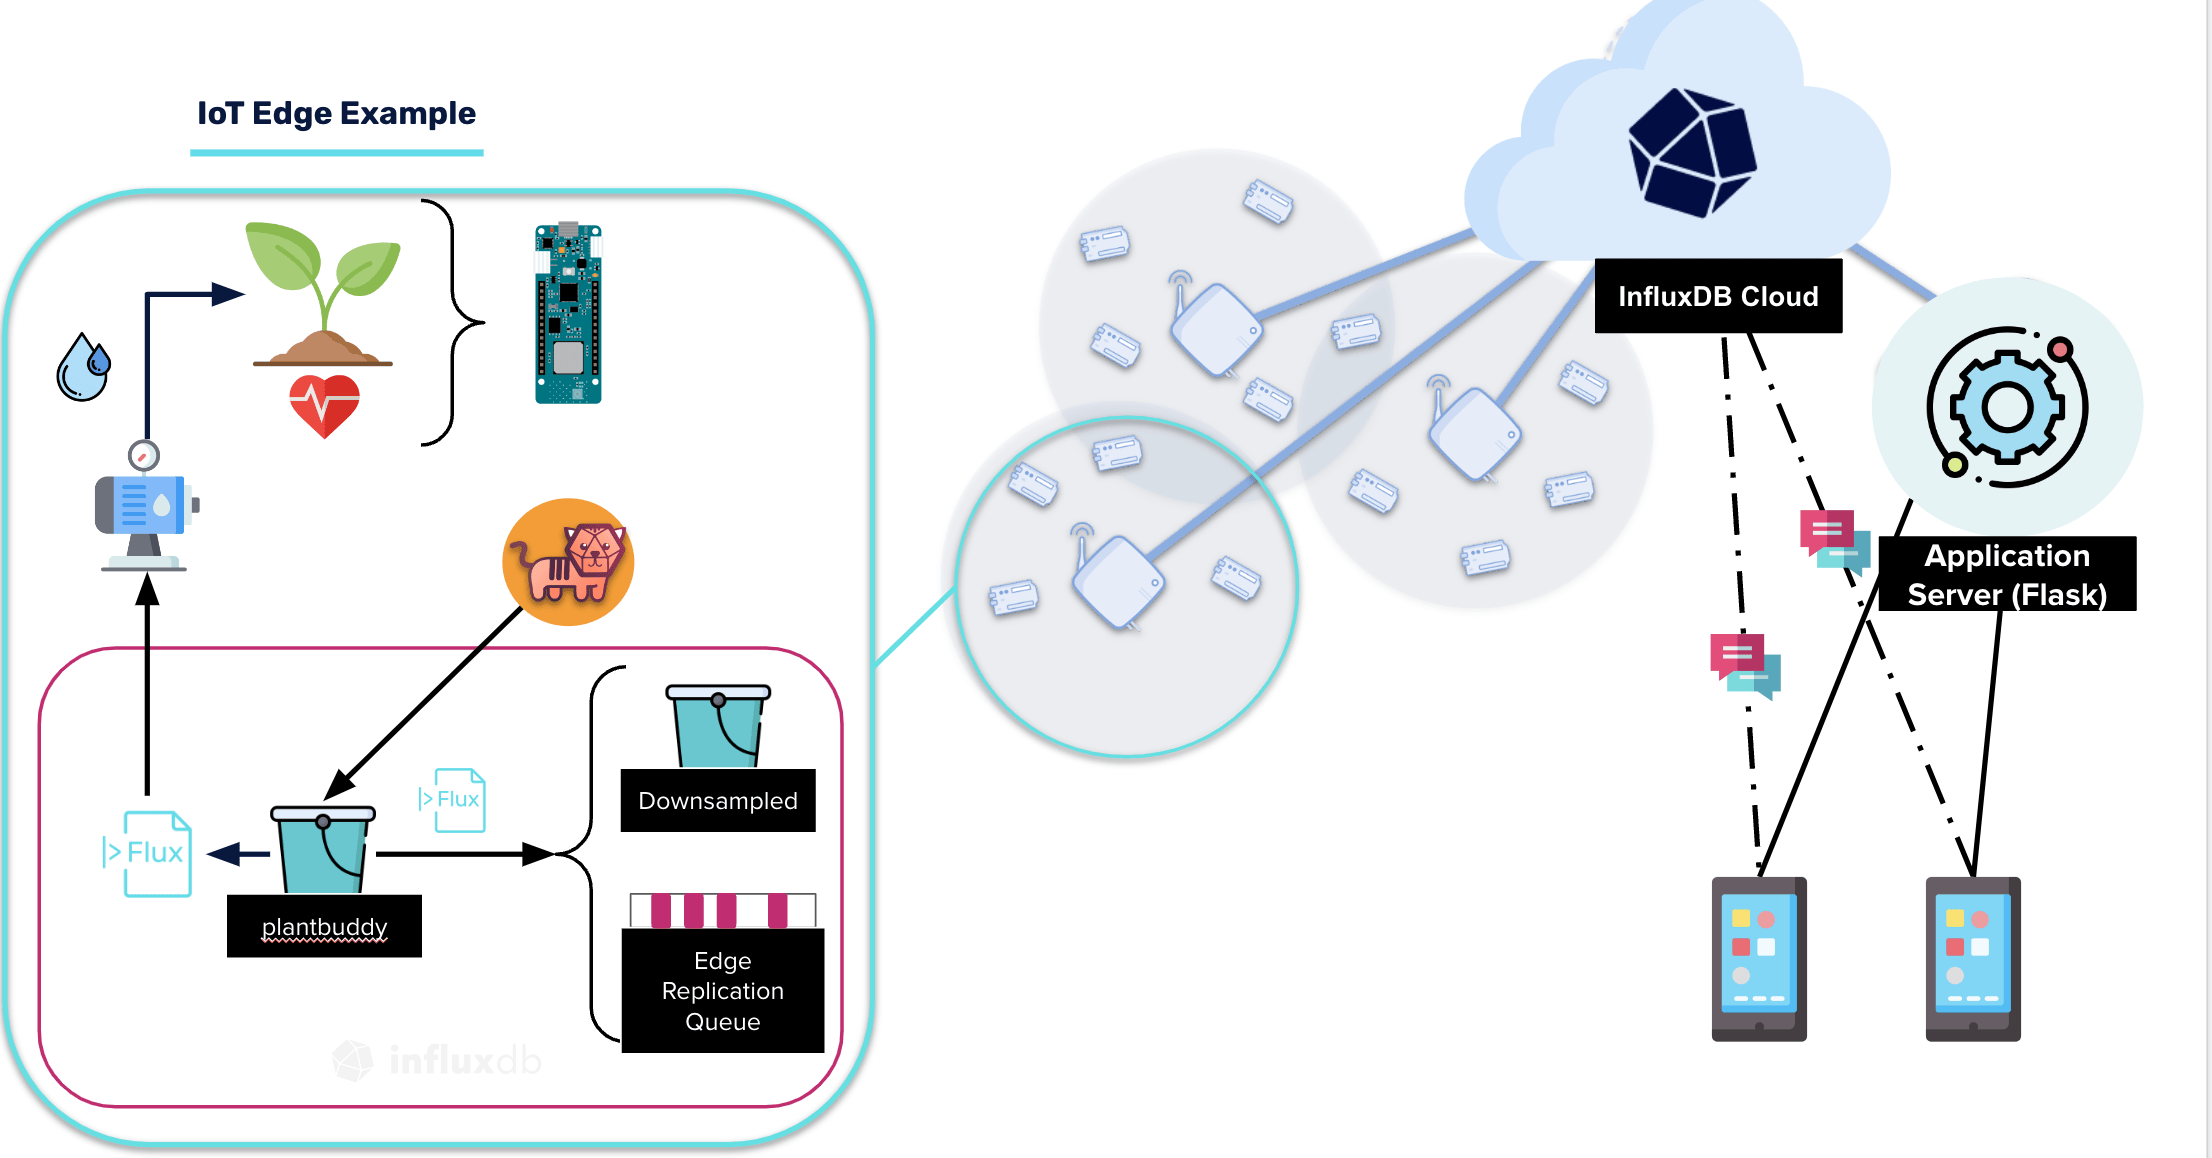 IoT Edge Example
InfluxDB Cloud
Application
Server (Flask)
|> Flux
Downsampled
|> Flux
plantbuddy
Edge
Replication
Queue
influxdb